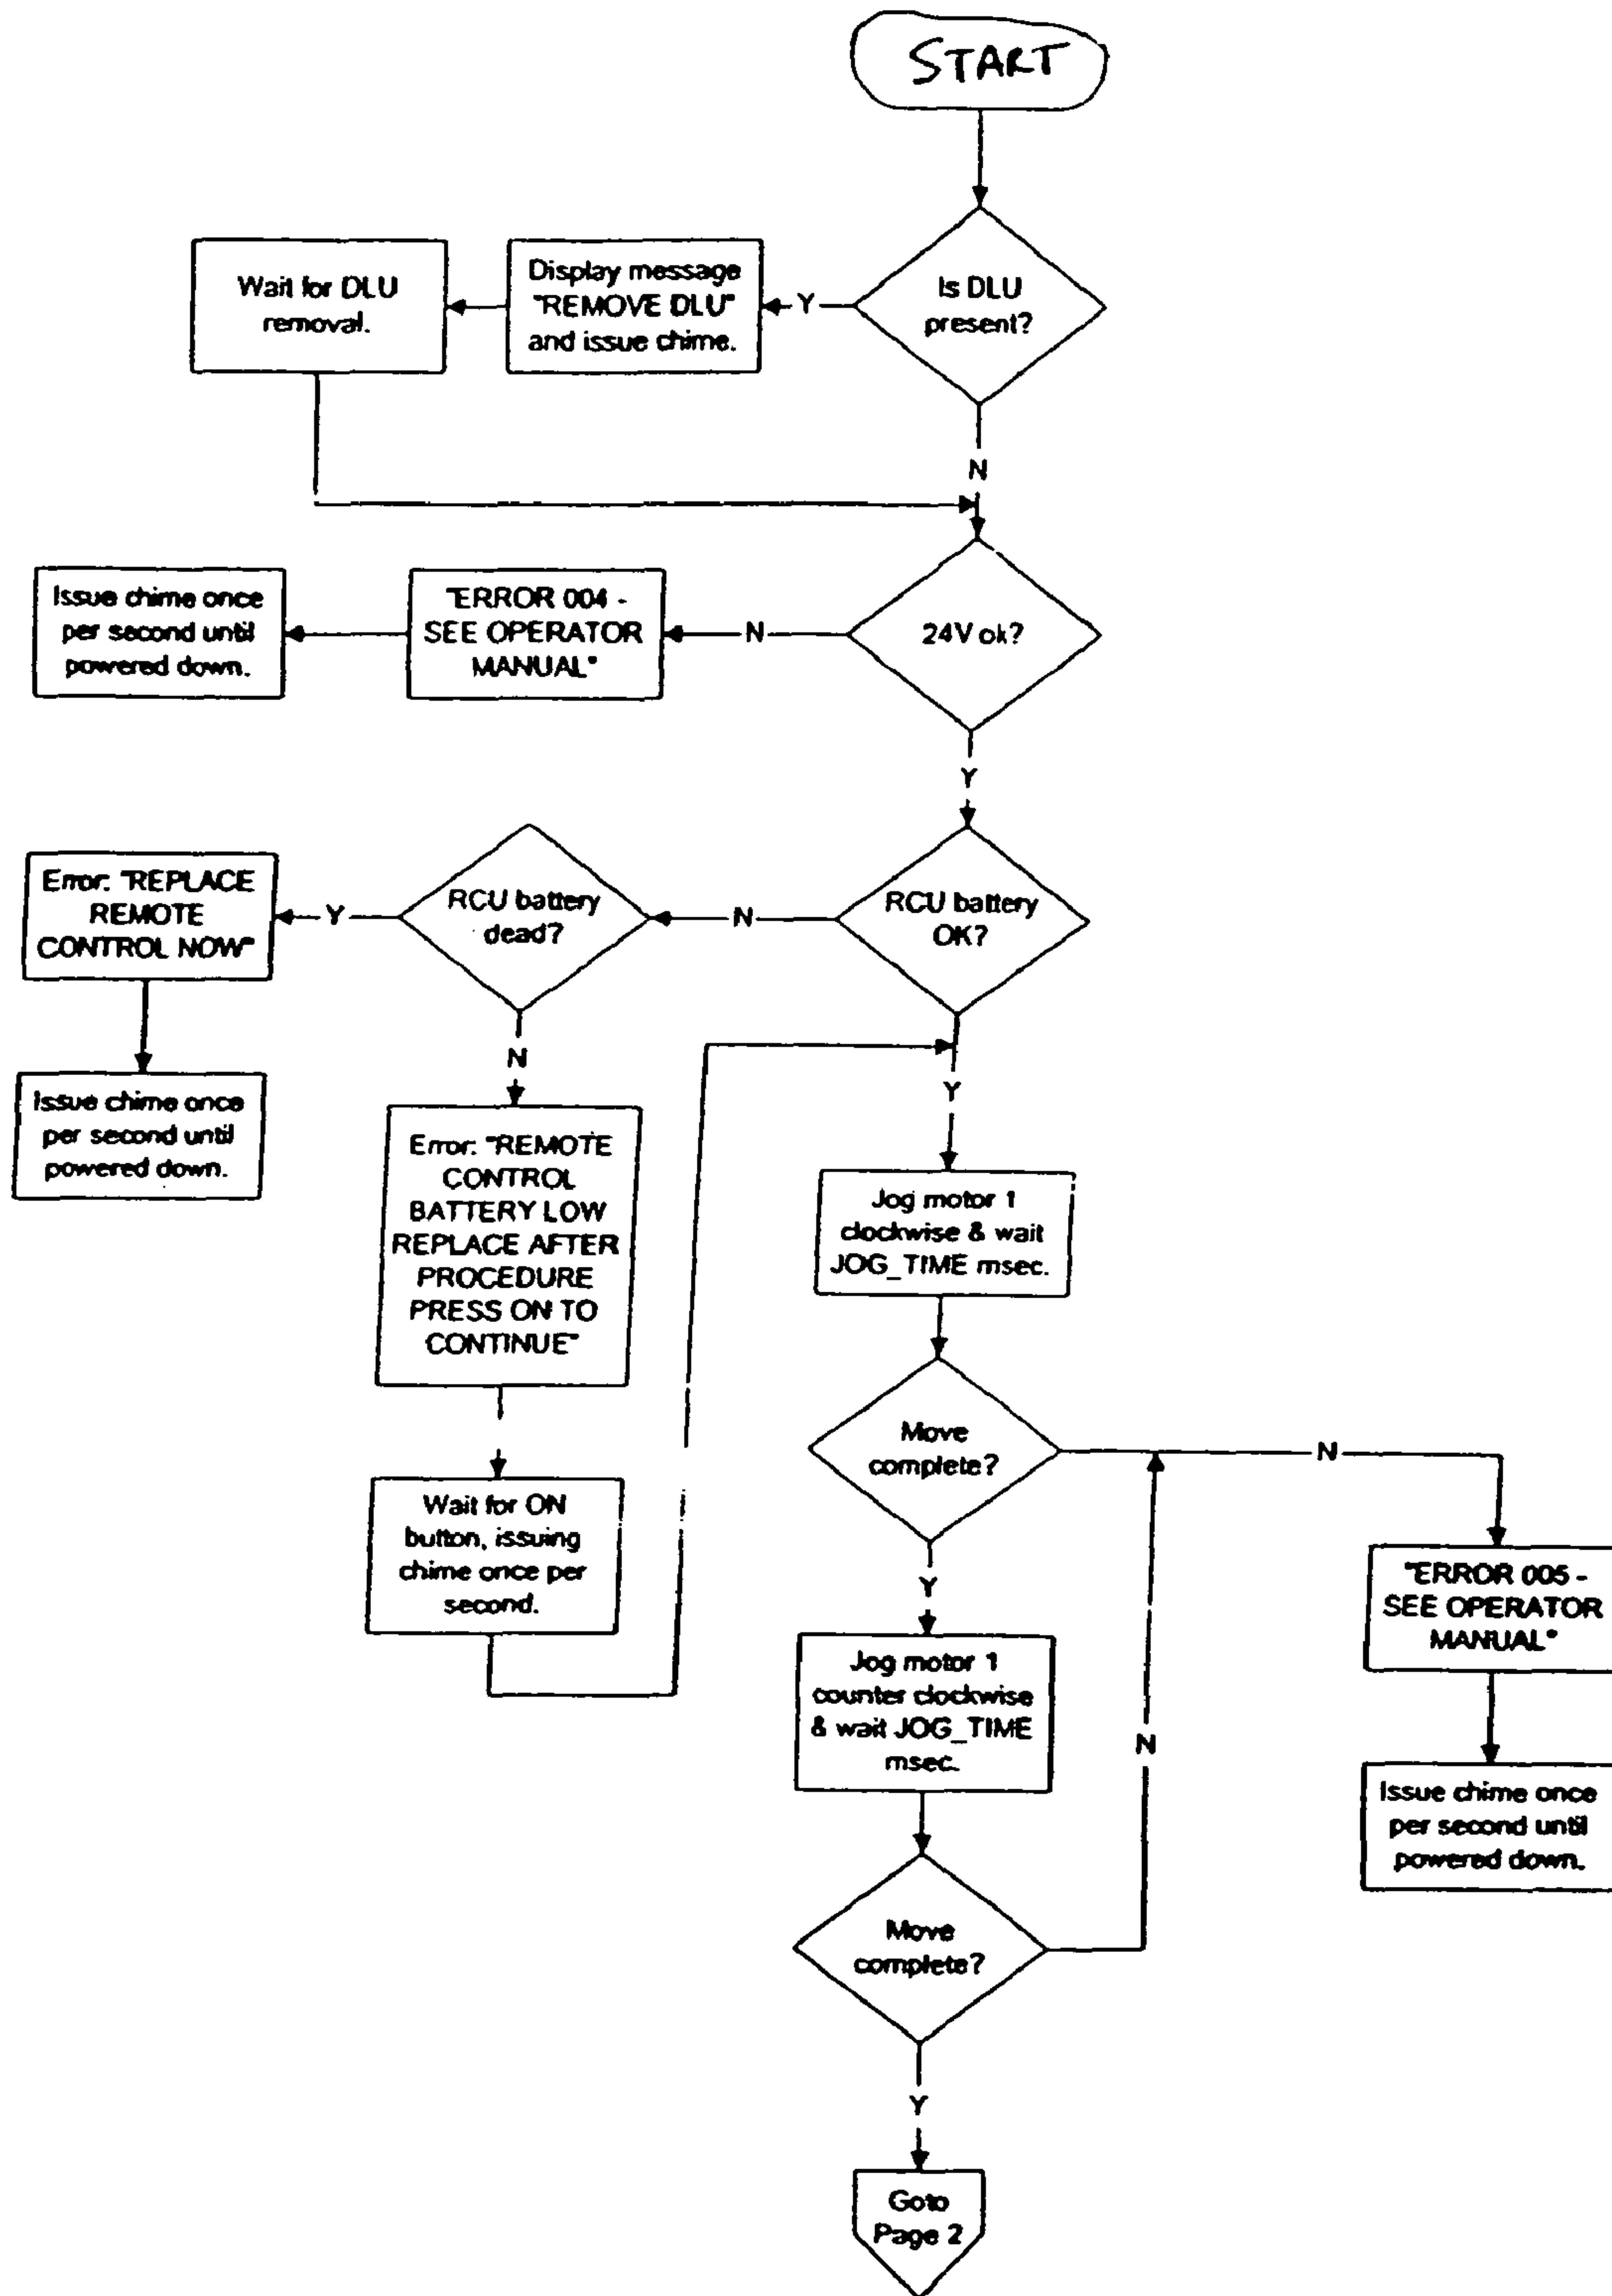 START
Is DLU
present?
Y
Display message
"REMOVE DLU"
and issue chime.
Wait for DLU
removal.
N
24V ok?
N
"ERROR 004 -
SEE OPERATOR
MANUAL"
Issue chime once
per second until
powered down.
Y
RCU battery
OK?
N
RCU battery
dead?
Y
Error: "REPLACE
REMOTE
CONTROL NOW"
Issue chime once
per second until
powered down.
N
Error: "REMOTE
CONTROL
BATTERY LOW
REPLACE AFTER
PROCEDURE
PRESS ON TO
CONTINUE"
Wait for ON
button, issuing
chime once per
second.
Y
Jog motor 1
clockwise & wait
JOG_TIME msec.
Move
complete?
N
"ERROR 005 -
SEE OPERATOR
MANUAL"
Issue chime once
per second until
powered down.
Y
Jog motor 1
counter clockwise
& wait JOG_TIME
msec.
Move
complete?
N
Y
Goto
Page 2